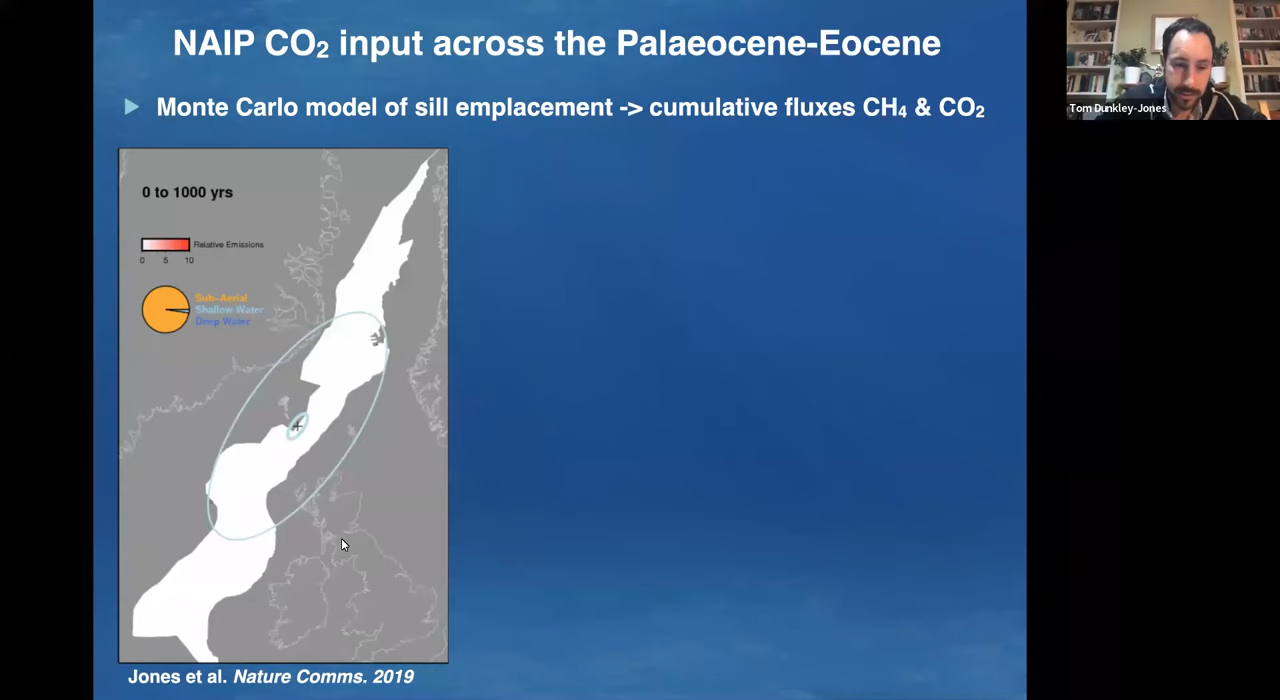 NAIP CO₂ input across the Palaeocene-Eocene
Monte Carlo model of sill emplacement -> cumulative fluxes CH₄ & CO₂
0 to 1000 yrs
Relative Emissions
0 5 10
Sub-Aerial
Shallow Water
Deep Water
Jones et al. Nature Comms. 2019
Tom Dunkley-Jones